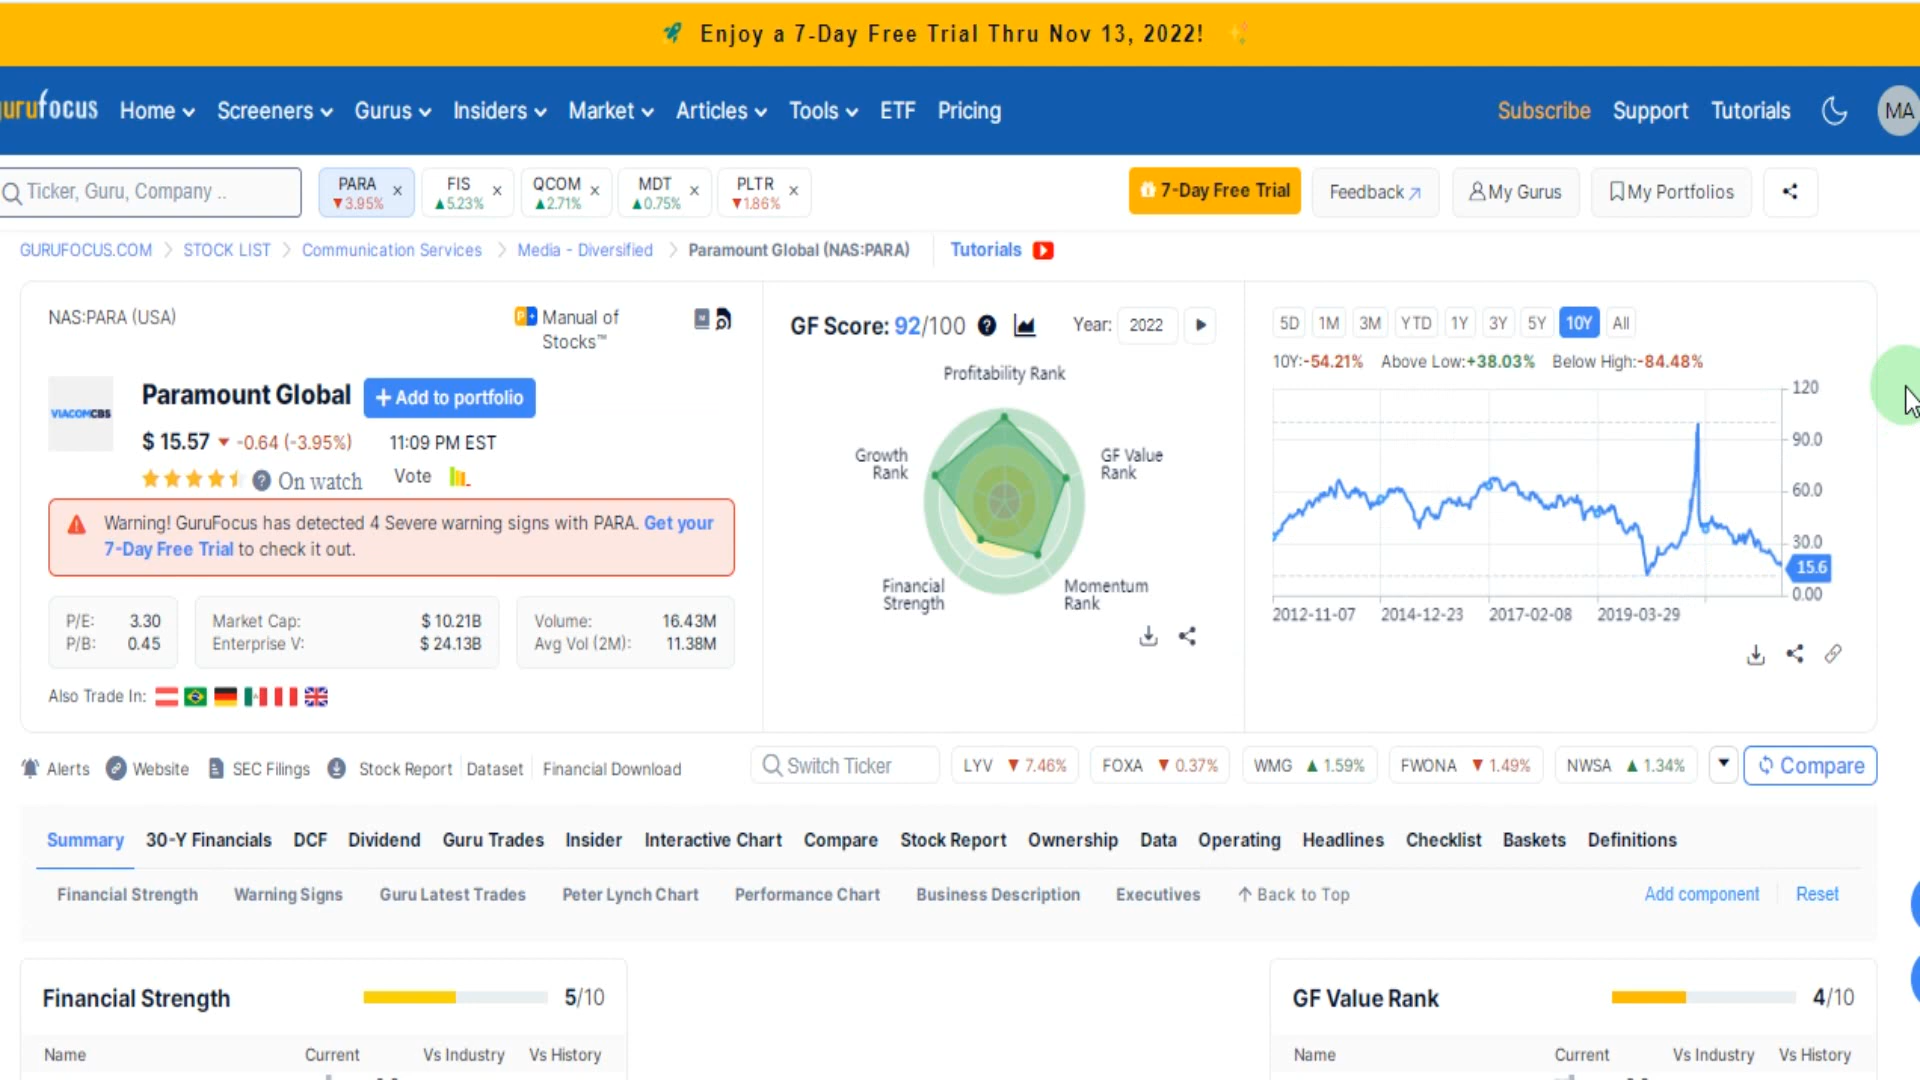 Enjoy a 7-Day Free Trial Thru Nov 13, 2022!
urufocus Home Screeners Gurus Insiders Market Articles Tools ETF Pricing Subscribe Support Tutorials MA
Ticker, Guru, Company ..
PARA × FIS × QCOM × MDT × PLTR ×
▼3.95% ▲5.23% ▲2.71% ▲0.75% ▼1.86%
7-Day Free Trial Feedback My Gurus My Portfolios
GURUFOCUS.COM STOCK LIST Communication Services Media - Diversified Paramount Global (NAS:PARA) Tutorials
NAS:PARA (USA)
Manual of
Stocks™
VIACOMCBS
Paramount Global
+ Add to portfolio
$ 15.57 ▼ -0.64 (-3.95%) 11:09 PM EST
On watch Vote
Warning! GuruFocus has detected 4 Severe warning signs with PARA. Get your
7-Day Free Trial to check it out.
P/E: 3.30
P/B: 0.45
Market Cap: $ 10.21B
Enterprise V: $ 24.13B
Volume: 16.43M
Avg Vol (2M): 11.38M
Also Trade In:
GF Score: 92/100 ? Year: 2022
Profitability Rank
Growth
Rank
GF Value
Rank
Financial
Strength
Momentum
Rank
5D 1M 3M YTD 1Y 3Y 5Y 10Y All
10Y:-54.21% Above Low:+38.03% Below High:-84.48%
120
90.0
60.0
30.0
15.6
0.00
2012-11-07 2014-12-23 2017-02-08 2019-03-29
Alerts Website SEC Filings Stock Report Dataset Financial Download
Switch Ticker LYV ▼ 7.46% FOXA ▼ 0.37% WMG ▲ 1.59% FWONA ▼ 1.49% NWSA ▲ 1.34% Compare
Summary 30-Y Financials DCF Dividend Guru Trades Insider Interactive Chart Compare Stock Report Ownership Data Operating Headlines Checklist Baskets Definitions
Financial Strength Warning Signs Guru Latest Trades Peter Lynch Chart Performance Chart Business Description Executives ↑ Back to Top Add component Reset
Financial Strength 5/10
Name Current Vs Industry Vs History
GF Value Rank 4/10
Name Current Vs Industry Vs History